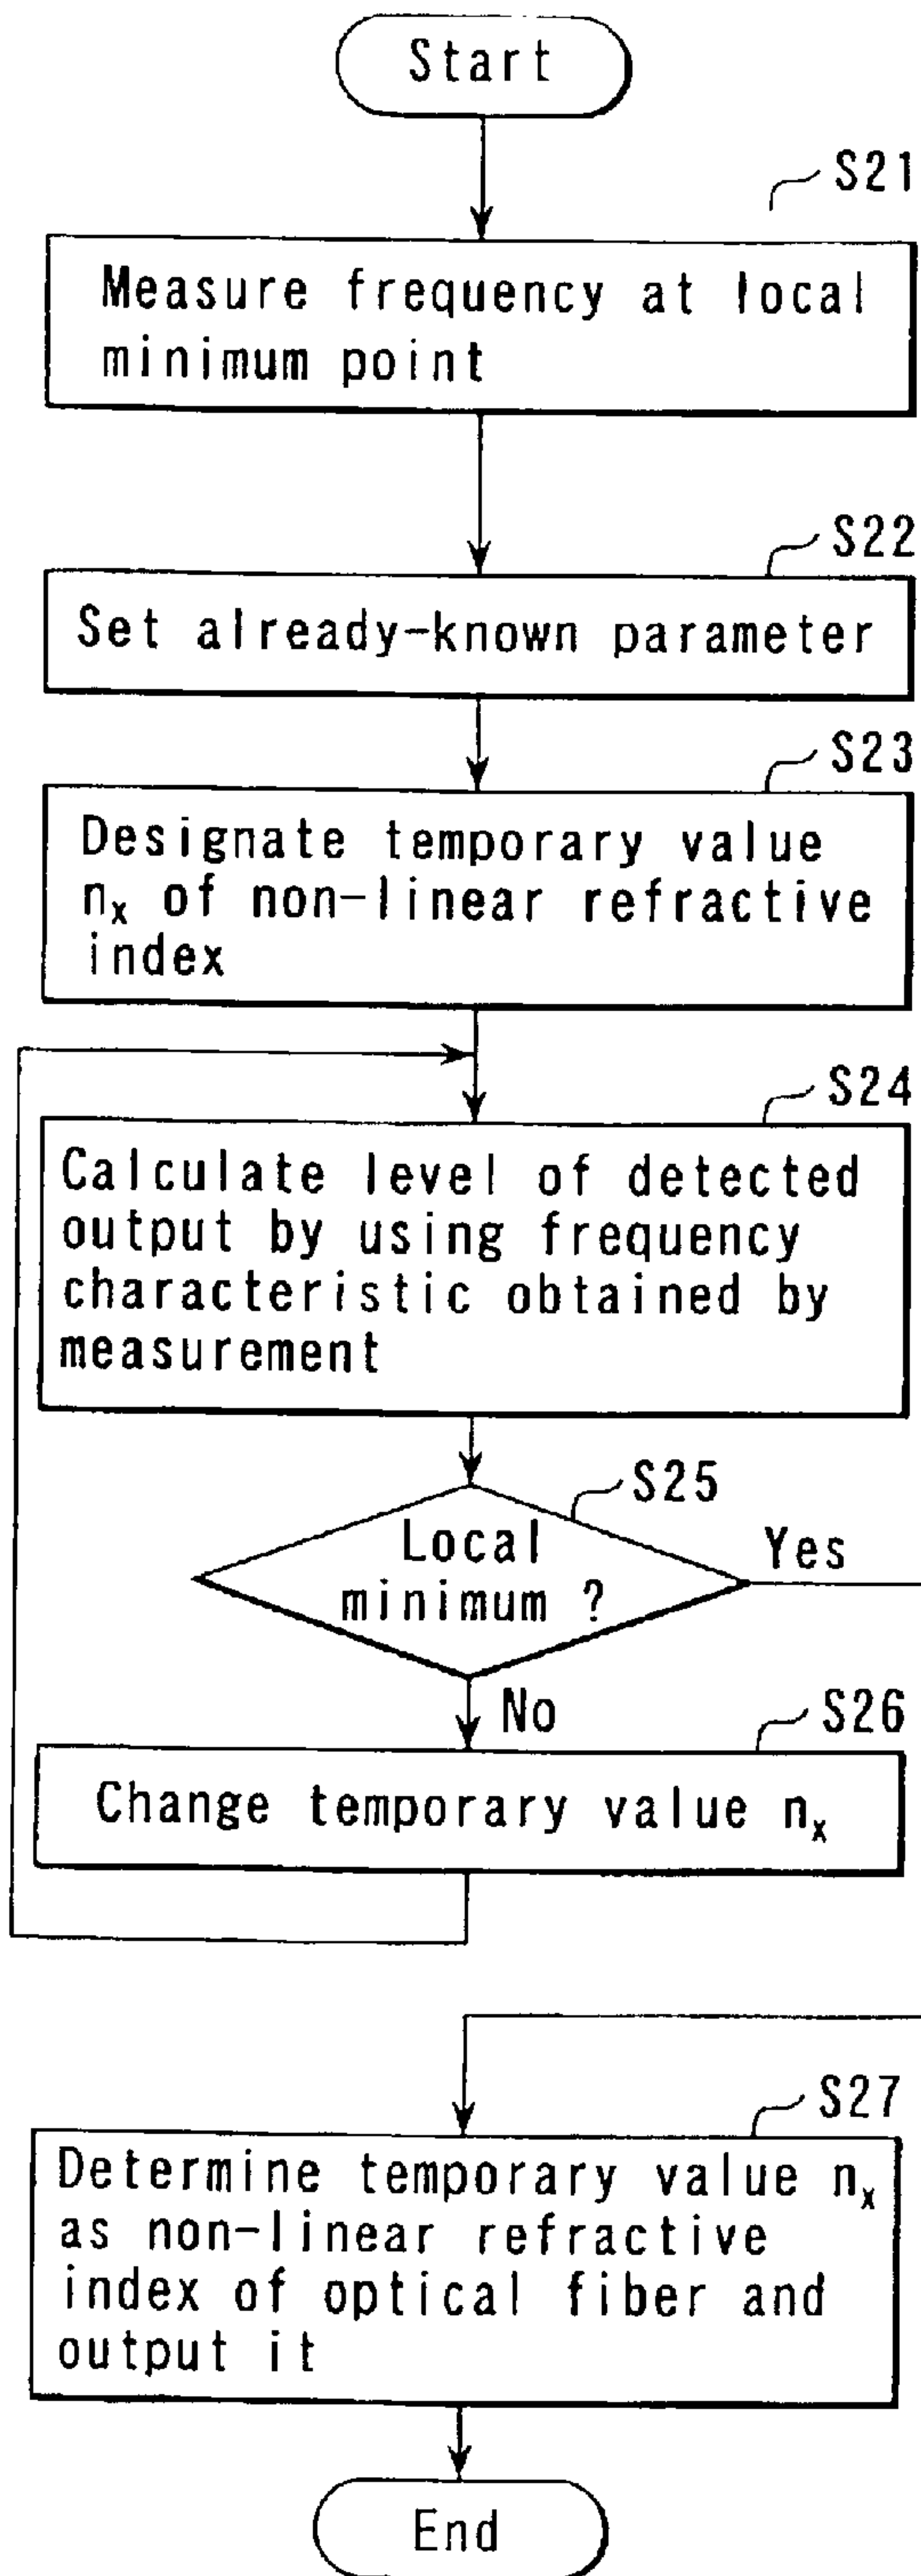 Start
S21
Measure frequency at local
minimum point
S22
Set already-known parameter
S23
Designate temporary value
nₓ of non-linear refractive
index
S24
Calculate level of detected
output by using frequency
characteristic obtained by
measurement
S25
Local
minimum ?
Yes
No
S26
Change temporary value nₓ
S27
Determine temporary value nₓ
as non-linear refractive
index of optical fiber and
output it
End